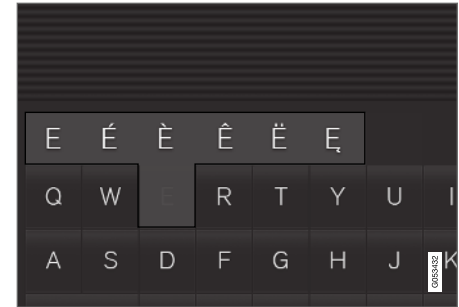 E É È Ê Ë Ę
Q W E R T Y U I
A S D F G H J K
G053432